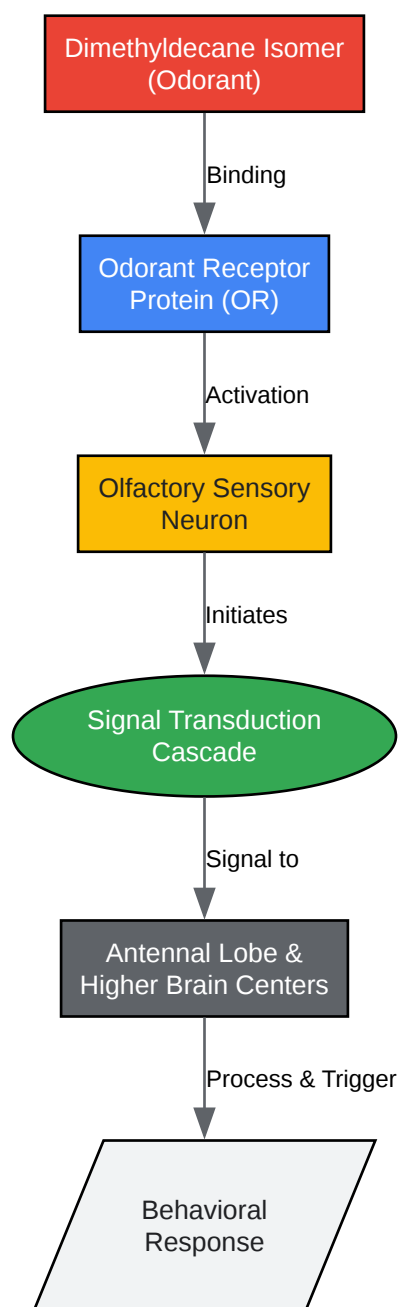 Dimethyldecane Isomer
(Odorant)
Binding
Odorant Receptor
Protein (OR)
Activation
Olfactory Sensory
Neuron
Initiates
Signal Transduction
Cascade
Signal to
Antennal Lobe &
Higher Brain Centers
Process & Trigger
Behavioral
Response